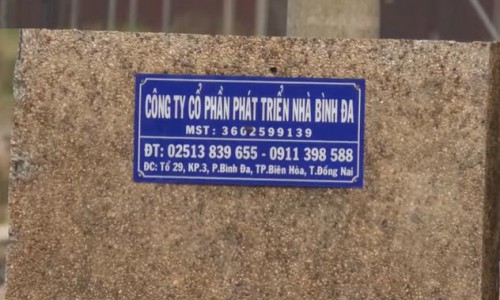 CÔNG TY CỔ PHẦN PHÁT TRIỂN NHÀ BÌNH ĐA
MST: 3602599139
ĐT: 02513 839 655 - 0911 398 588
ĐC: Tổ 29, KP.3, P.Bình Đa, TP.Biên Hòa, T.Đồng Nai